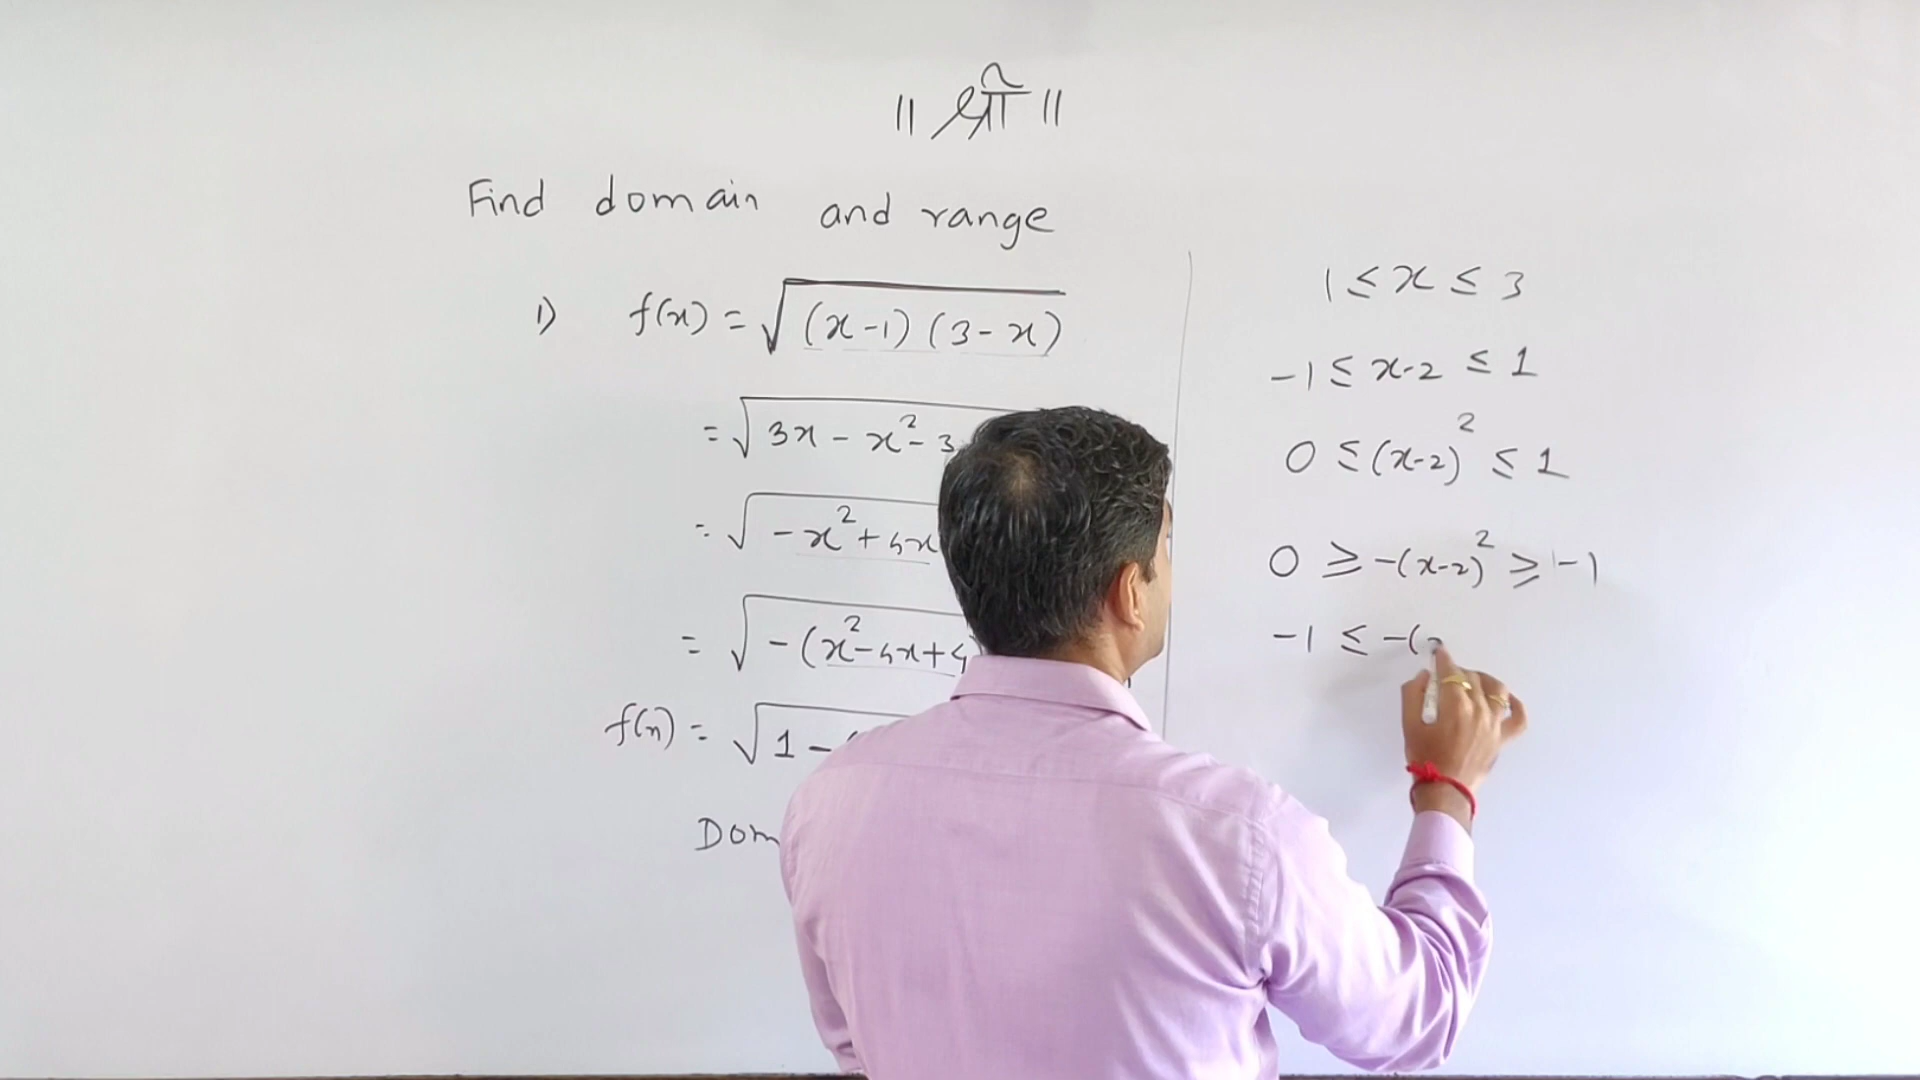 ॥ श्री ॥
Find domain and range
1) f(x) = √(x-1)(3-x)
= √3x - x² - 3
= √-x² + 4x
= √-(x² - 4x + 4)
f(x) = √1 -
Dom
1 ≤ x ≤ 3
-1 ≤ x-2 ≤ 1
0 ≤ (x-2)² ≤ 1
0 ≥ -(x-2)² ≥ -1
-1 ≤ -(